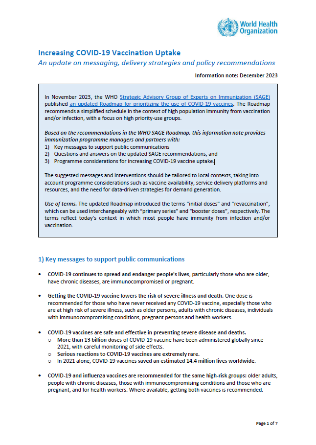 World Health
Organization
Increasing COVID-19 Vaccination Uptake
An update on messaging, delivery strategies and policy recommendations
Information note: December 2023
In November 2023, the WHO Strategic Advisory Group of Experts on Immunization (SAGE)
published an updated Roadmap for prioritizing the use of COVID-19 vaccines. The Roadmap
recommends a simplified schedule in the context of high population immunity from vaccination
and/or infection, with a focus on high priority-use groups.
Based on the recommendations in the WHO SAGE Roadmap, this information note provides
immunization programme managers and partners with:
1) Key messages to support public communications
2) Questions and answers on the updated SAGE recommendations, and
3) Programme considerations for increasing COVID-19 vaccine uptake
The suggested messages and interventions should be tailored to local contexts, taking into
account programme considerations such as vaccine availability, service delivery platforms and
resources, and the need for data-driven strategies for demand generation.
Use of terms. The updated Roadmap introduced the terms "initial doses" and "revaccination",
which can be used interchangeably with "primary series" and "booster doses", respectively. The
terms reflect today's context in which most people have immunity from infection and/or
vaccination.
1) Key messages to support public communications
• COVID-19 continues to spread and endanger people's lives, particularly those who are older,
have chronic diseases, are immunocompromised or pregnant.
• Getting the COVID-19 vaccine lowers the risk of severe illness and death. One dose is
recommended for those who have never received any COVID-19 vaccine, especially those who
are at high risk of severe illness, such as older persons, adults with chronic diseases, individuals
with immunocompromising conditions, pregnant persons and health workers.
• COVID-19 vaccines are safe and effective in preventing severe disease and deaths.
o More than 13 billion doses of COVID-19 vaccine have been administered globally since
2021, with careful monitoring of side effects.
o Serious reactions to COVID-19 vaccines are extremely rare.
o In 2021 alone, COVID-19 vaccines saved an estimated 14.4 million lives worldwide.
• COVID-19 and influenza vaccines are recommended for the same high-risk groups: older adults,
people with chronic diseases, those with immunocompromising conditions and those who are
pregnant, and for health workers. Where available, getting both vaccines is recommended.
Page 1 of 7